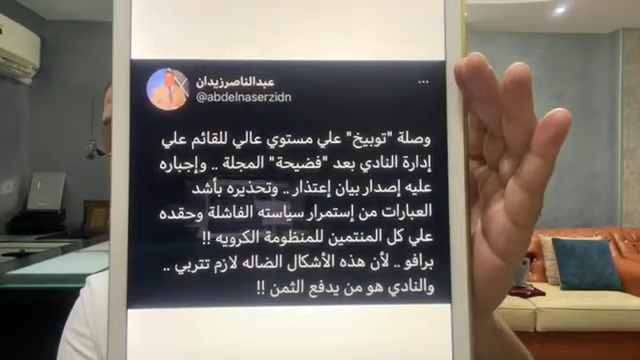 عبدالناصرزيدان
@abdelnaserzidn
وصلة "توبيخ" علي مستوي عالي للقائم علي
إدارة النادي بعد "فضيحة" المجلة .. وإجباره
عليه إصدار بيان إعتذار .. وتحذيره بأشد
العبارات من إستمرار سياسته الفاشلة وحقده
علي كل المنتمين للمنظومة الكرويه !!
برافو .. لأن هذه الأشكال الضاله لازم تتربي ..
والنادي هو من يدفع الثمن !!